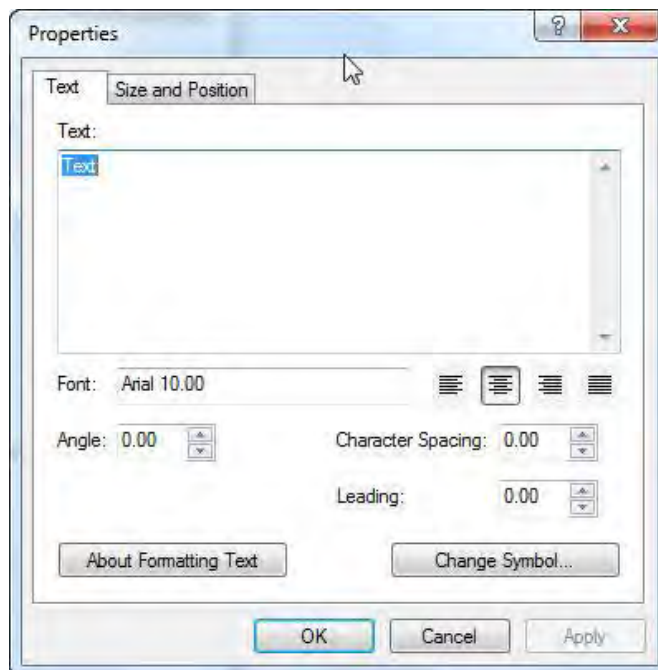 Properties
Text Size and Position
Text:
Text
Font: Arial 10.00
Angle: 0.00 Character Spacing: 0.00
Leading: 0.00
About Formatting Text Change Symbol...
OK Cancel Apply